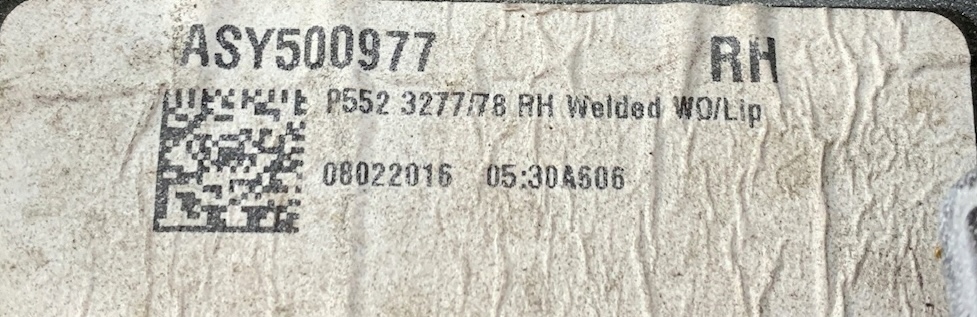 ASY500977 RH
P552 3277/78 RH Welded WO/Lip
08022016 05:30A606